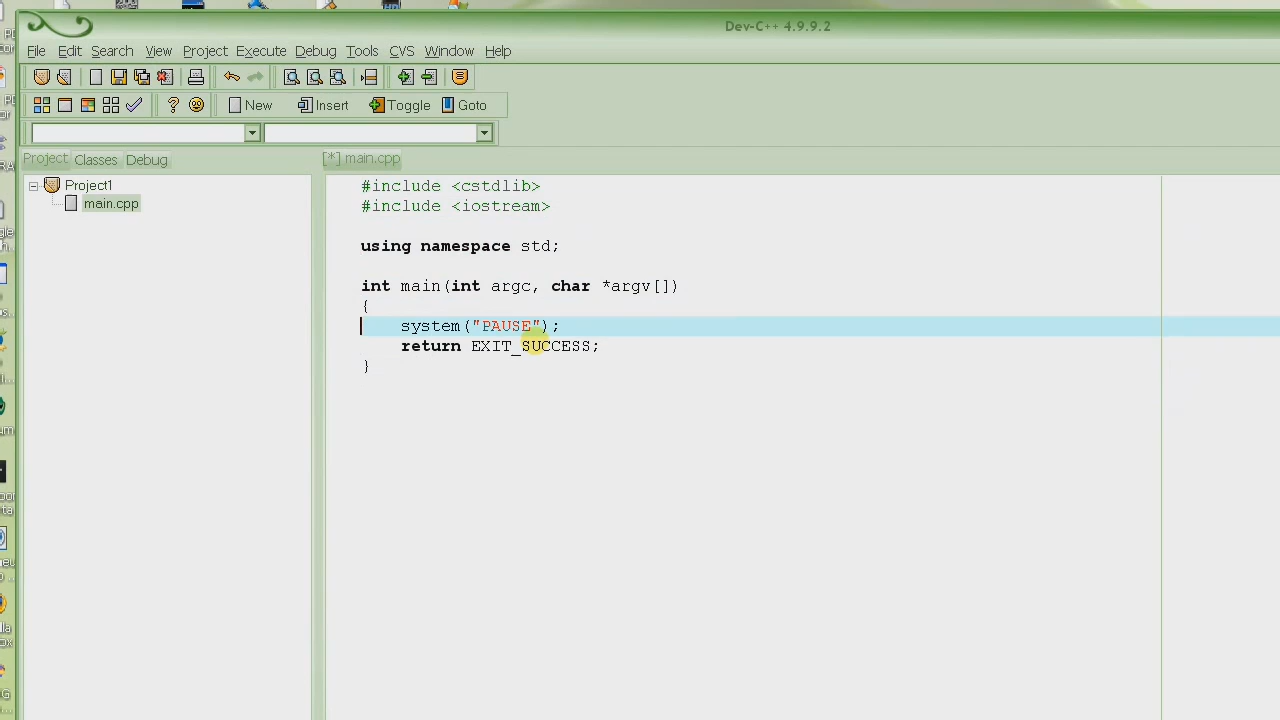 Dev-C++ 4.9.9.2
File Edit Search View Project Execute Debug Tools CVS Window Help
New Insert Toggle Goto
Project Classes Debug [*] main.cpp
Project1
main.cpp
#include <cstdlib>
#include <iostream>
using namespace std;
int main(int argc, char *argv[])
{
system("PAUSE");
return EXIT_SUCCESS;
}